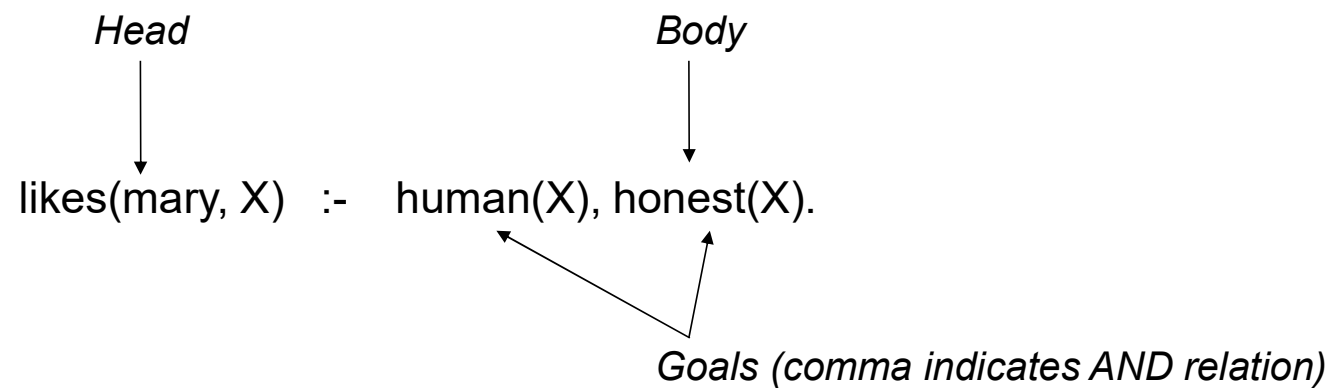 Head Body
likes(mary, X) :- human(X), honest(X).
Goals (comma indicates AND relation)